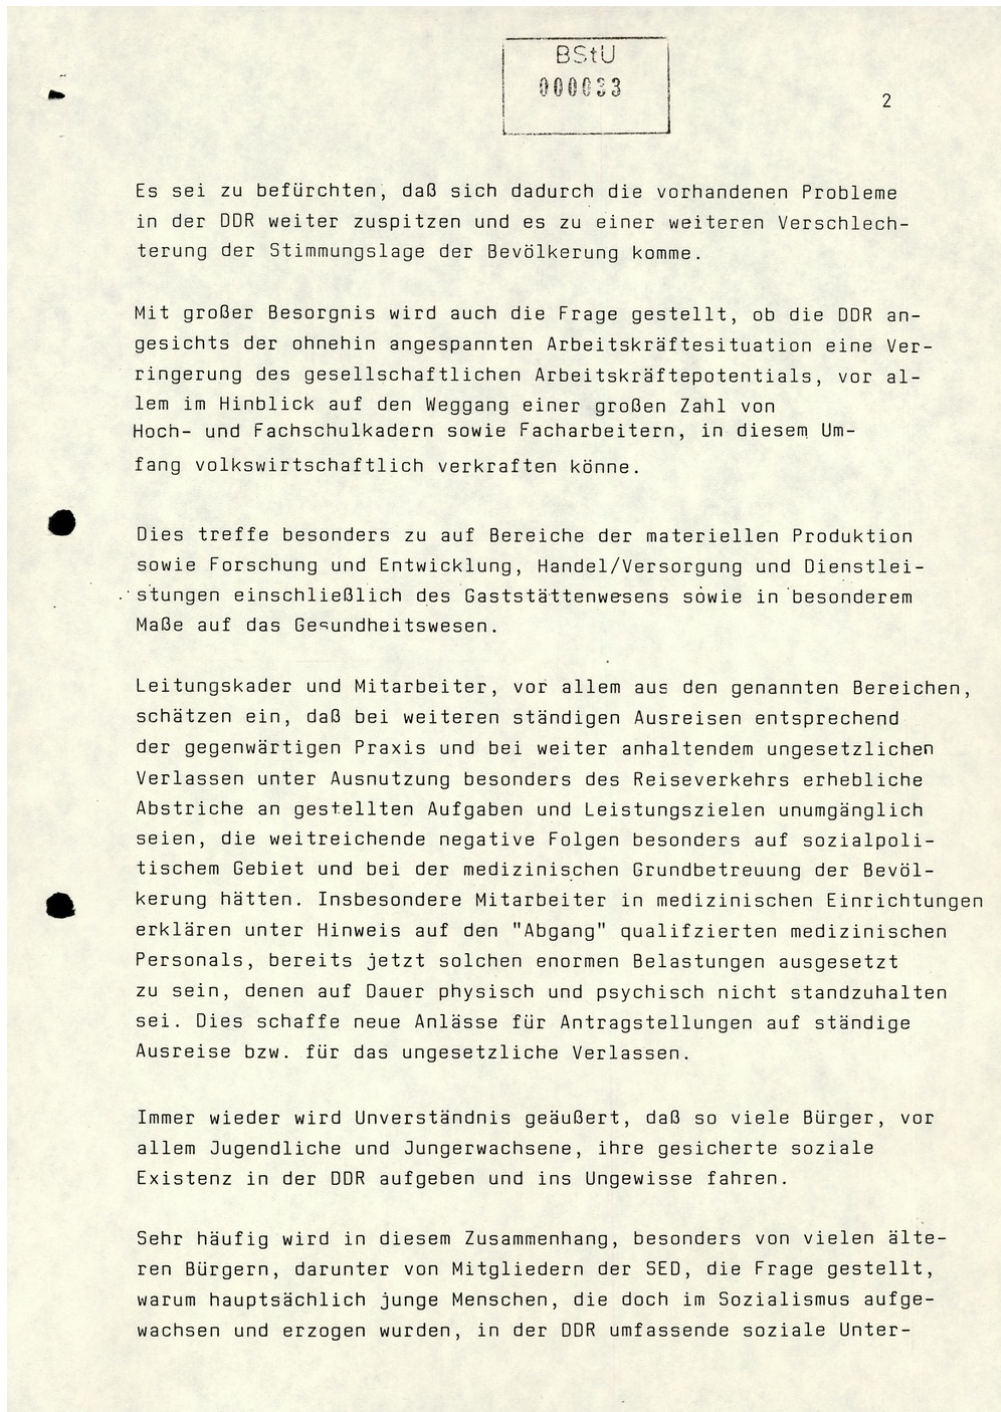 BStU
000033
2
Es sei zu befürchten, daß sich dadurch die vorhandenen Probleme
in der DDR weiter zuspitzen und es zu einer weiteren Verschlech-
terung der Stimmungslage der Bevölkerung komme.
Mit großer Besorgnis wird auch die Frage gestellt, ob die DDR an-
gesichts der ohnehin angespannten Arbeitskräftesituation eine Ver-
ringerung des gesellschaftlichen Arbeitskräftepotentials, vor al-
lem im Hinblick auf den Weggang einer großen Zahl von
Hoch- und Fachschulkadern sowie Facharbeitern, in diesem Um-
fang volkswirtschaftlich verkraften könne.
Dies treffe besonders zu auf Bereiche der materiellen Produktion
sowie Forschung und Entwicklung, Handel/Versorgung und Dienstlei-
stungen einschließlich des Gaststättenwesens sowie in besonderem
Maße auf das Gesundheitswesen.
Leitungskader und Mitarbeiter, vor allem aus den genannten Bereichen,
schätzen ein, daß bei weiteren ständigen Ausreisen entsprechend
der gegenwärtigen Praxis und bei weiter anhaltendem ungesetzlichen
Verlassen unter Ausnutzung besonders des Reiseverkehrs erhebliche
Abstriche an gestellten Aufgaben und Leistungszielen unumgänglich
seien, die weitreichende negative Folgen besonders auf sozialpoli-
tischem Gebiet und bei der medizinischen Grundbetreuung der Bevöl-
kerung hätten. Insbesondere Mitarbeiter in medizinischen Einrichtungen
erklären unter Hinweis auf den "Abgang" qualifzierten medizinischen
Personals, bereits jetzt solchen enormen Belastungen ausgesetzt
zu sein, denen auf Dauer physisch und psychisch nicht standzuhalten
sei. Dies schaffe neue Anlässe für Antragstellungen auf ständige
Ausreise bzw. für das ungesetzliche Verlassen.
Immer wieder wird Unverständnis geäußert, daß so viele Bürger, vor
allem Jugendliche und Jungerwachsene, ihre gesicherte soziale
Existenz in der DDR aufgeben und ins Ungewisse fahren.
Sehr häufig wird in diesem Zusammenhang, besonders von vielen älte-
ren Bürgern, darunter von Mitgliedern der SED, die Frage gestellt,
warum hauptsächlich junge Menschen, die doch im Sozialismus aufge-
wachsen und erzogen wurden, in der DDR umfassende soziale Unter-